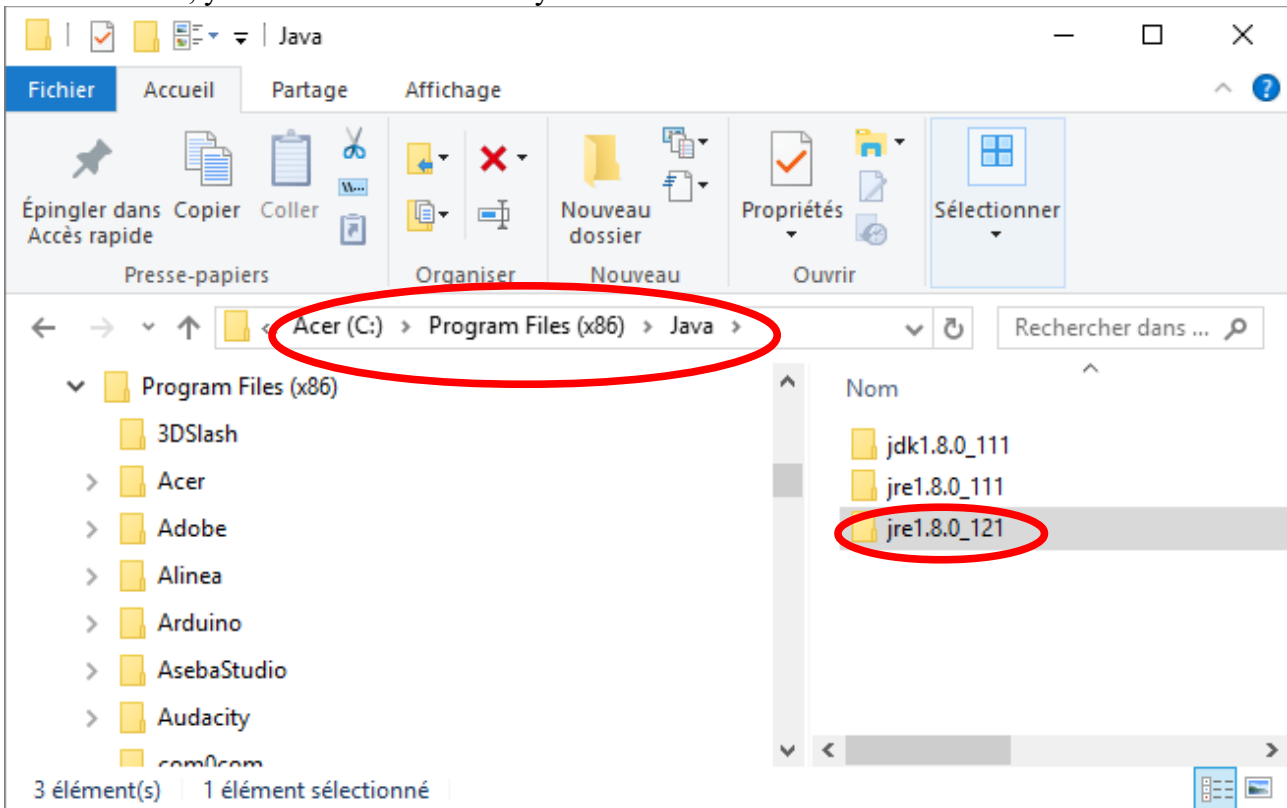 Java
Fichier Accueil Partage Affichage
Épingler dans Accès rapide
Copier
Coller
Nouveau dossier
Propriétés
Sélectionner
Presse-papiers Organiser Nouveau Ouvrir
Acer (C:) > Program Files (x86) > Java >
Rechercher dans ...
Program Files (x86)
3DSlash
Acer
Adobe
Alinea
Arduino
AsebaStudio
Audacity
com0com
Nom
jdk1.8.0_111
jre1.8.0_111
jre1.8.0_121
3 élément(s) 1 élément sélectionné